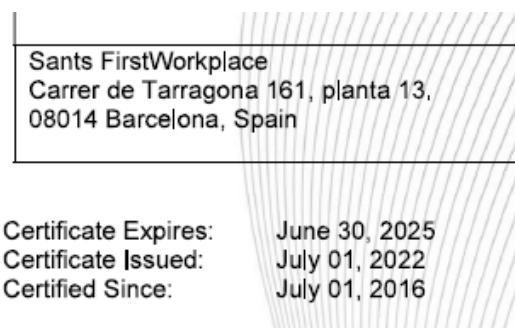 Sants FirstWorkplace
Carrer de Tarragona 161, planta 13,
08014 Barcelona, Spain
Certificate Expires: June 30, 2025
Certificate Issued: July 01, 2022
Certified Since: July 01, 2016